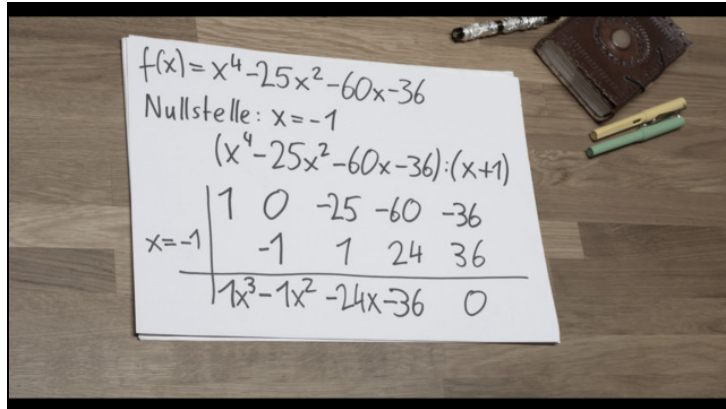 f(x)=x⁴-25x²-60x-36
Nullstelle: x=-1
(x⁴-25x²-60x-36):(x+1)
1 0 -25 -60 -36
x=-1 -1 1 24 36
1x³-1x²-24x-36 0